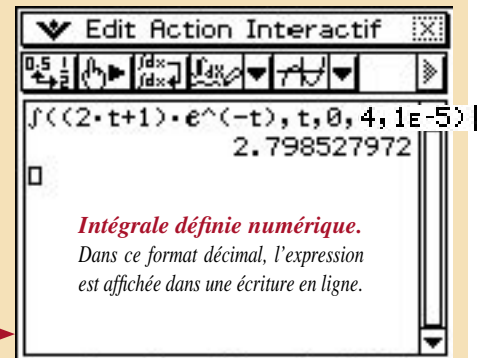 Edit Action Interactif
∫((2·t+1)·e^(-t),t,0,4,1ᴇ-5)
2.798527972
Intégrale définie numérique.
Dans ce format décimal, l'expression
est affichée dans une écriture en ligne.